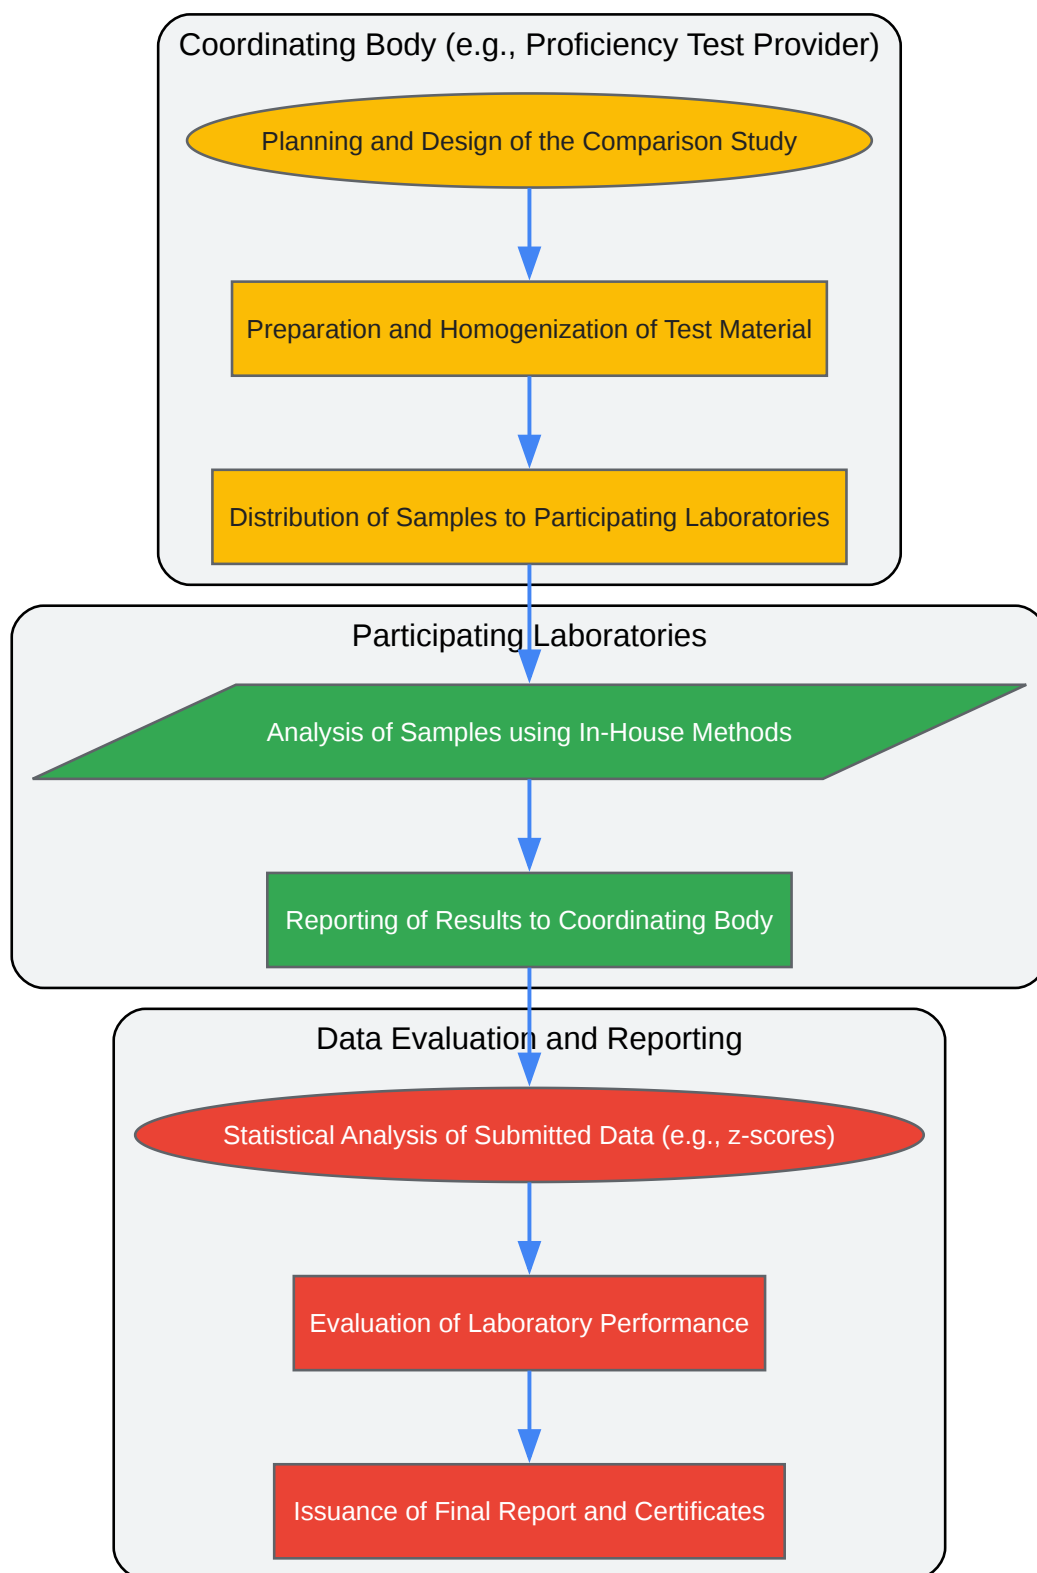 Coordinating Body (e.g., Proficiency Test Provider)
Planning and Design of the Comparison Study
Preparation and Homogenization of Test Material
Distribution of Samples to Participating Laboratories
Participating Laboratories
Analysis of Samples using In-House Methods
Reporting of Results to Coordinating Body
Data Evaluation and Reporting
Statistical Analysis of Submitted Data (e.g., z-scores)
Evaluation of Laboratory Performance
Issuance of Final Report and Certificates